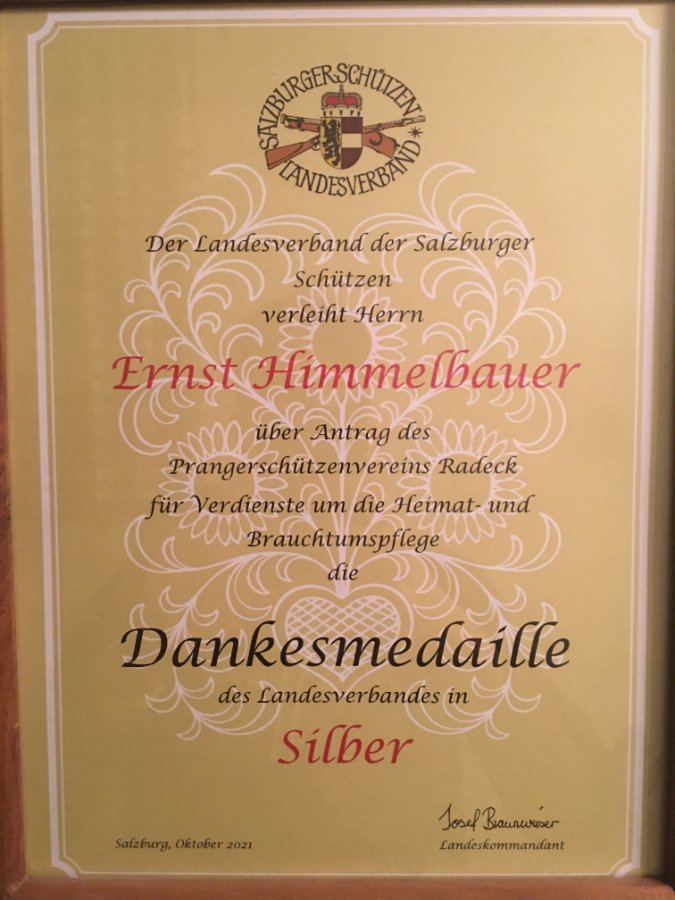 SALZBURGER SCHÜTZEN
LANDESVERBAND
Der Landesverband der Salzburger
Schützen
verleiht Herrn
Ernst Himmelbauer
über Antrag des
Prangerschützenvereins Radeck
für Verdienste um die Heimat- und
Brauchtumspflege
die
Dankesmedaille
des Landesverbandes in
Silber
Josef Braunwieser
Salzburg, Oktober 2021
Landeskommandant